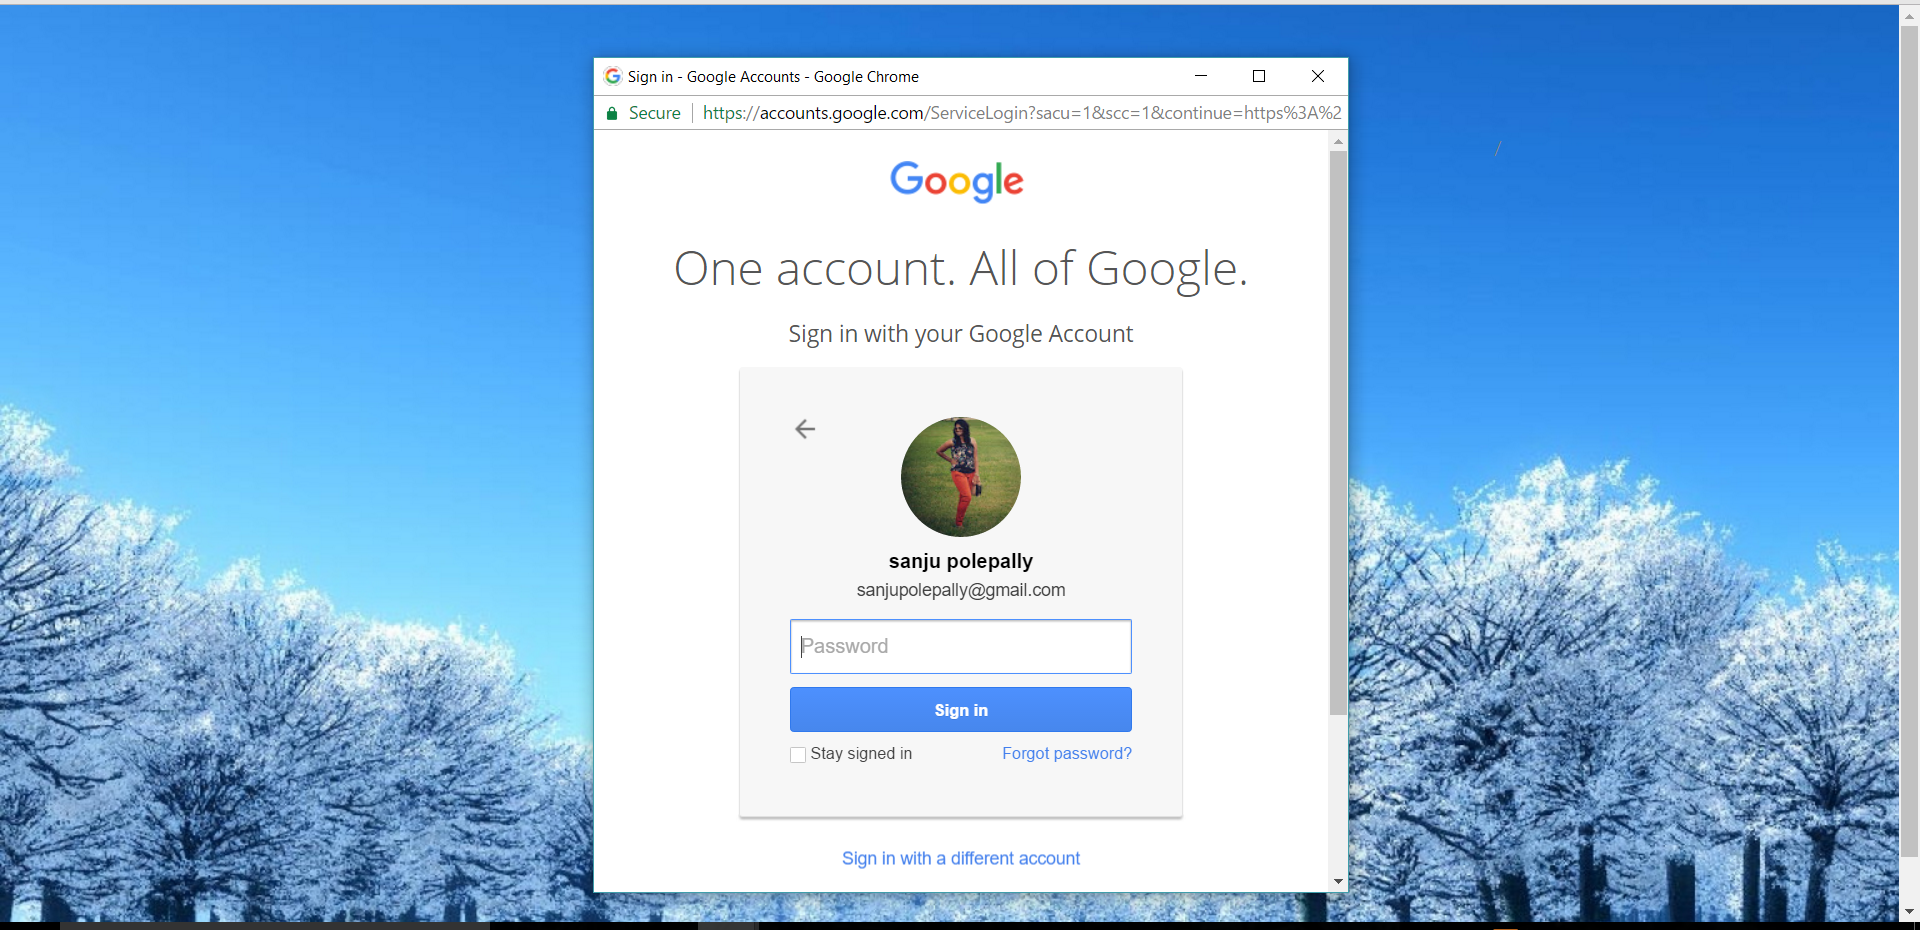 Sign in - Google Accounts - Google Chrome
Secure https://accounts.google.com/ServiceLogin?sacu=1&scc=1&continue=https%3A%2
Google
One account. All of Google.
Sign in with your Google Account
sanju polepally
sanjupolepally@gmail.com
Password
Sign in
Stay signed in Forgot password?
Sign in with a different account